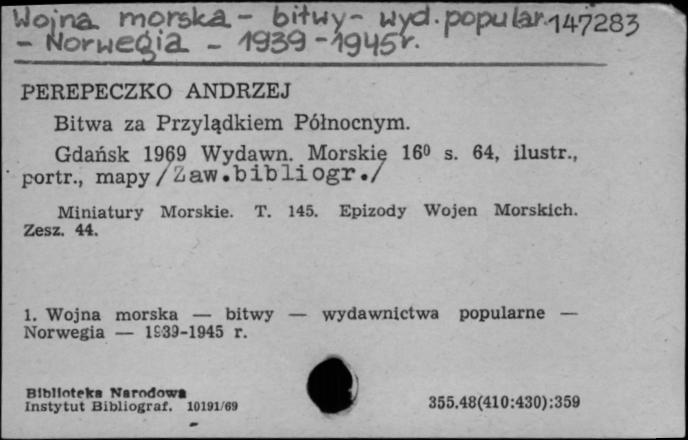 Wojna morska - bitwy - wyd. popular. 147283
- Norwegia - 1939-1945 r.
PEREPECZKO ANDRZEJ
Bitwa za Przylądkiem Północnym.
Gdańsk 1969 Wydawn. Morskie 16⁰ s. 64, ilustr.,
portr., mapy /Zaw.bibliogr./
Miniatury Morskie. T. 145. Epizody Wojen Morskich.
Zesz. 44.
1. Wojna morska — bitwy — wydawnictwa popularne —
Norwegia — 1939-1945 r.
Biblioteka Narodowa
Instytut Bibliograf. 10191/69
355.48(410:430):359